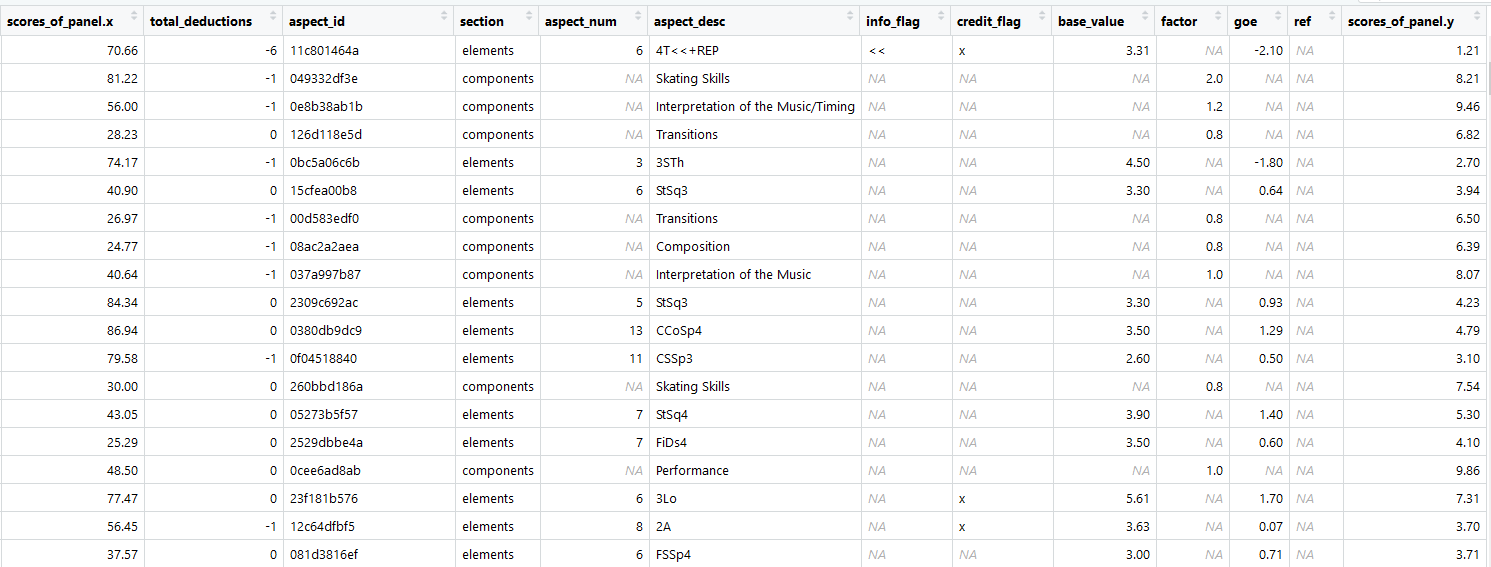 scores_of_panel.x total_deductions aspect_id section aspect_num aspect_desc info_flag credit_flag base_value factor goe ref scores_of_panel.y
70.66 -6 11c801464a elements 6 4T<<+REP << x 3.31 NA -2.10 NA 1.21
81.22 -1 049332df3e components NA Skating Skills NA NA NA 2.0 NA NA 8.21
56.00 -1 0e8b38ab1b components NA Interpretation of the Music/Timing NA NA NA 1.2 NA NA 9.46
28.23 0 126d118e5d components NA Transitions NA NA NA 0.8 NA NA 6.82
74.17 -1 0bc5a06c6b elements 3 3STh NA NA 4.50 NA -1.80 NA 2.70
40.90 0 15cfea00b8 elements 6 StSq3 NA NA 3.30 NA 0.64 NA 3.94
26.97 -1 00d583edf0 components NA Transitions NA NA NA 0.8 NA NA 6.50
24.77 -1 08ac2a2aea components NA Composition NA NA NA 0.8 NA NA 6.39
40.64 -1 037a997b87 components NA Interpretation of the Music NA NA NA 1.0 NA NA 8.07
84.34 0 2309c692ac elements 5 StSq3 NA NA 3.30 NA 0.93 NA 4.23
86.94 0 0380db9dc9 elements 13 CCoSp4 NA NA 3.50 NA 1.29 NA 4.79
79.58 -1 0f04518840 elements 11 CSSp3 NA NA 2.60 NA 0.50 NA 3.10
30.00 0 260bbd186a components NA Skating Skills NA NA NA 0.8 NA NA 7.54
43.05 0 05273b5f57 elements 7 StSq4 NA NA 3.90 NA 1.40 NA 5.30
25.29 0 2529dbbe4a elements 7 FiDs4 NA NA 3.50 NA 0.60 NA 4.10
48.50 0 0cee6ad8ab components NA Performance NA NA NA 1.0 NA NA 9.86
77.47 0 23f181b576 elements 6 3Lo NA x 5.61 NA 1.70 NA 7.31
56.45 -1 12c64dfbf5 elements 8 2A NA x 3.63 NA 0.07 NA 3.70
37.57 0 081d3816ef elements 6 FSSp4 NA NA 3.00 NA 0.71 NA 3.71